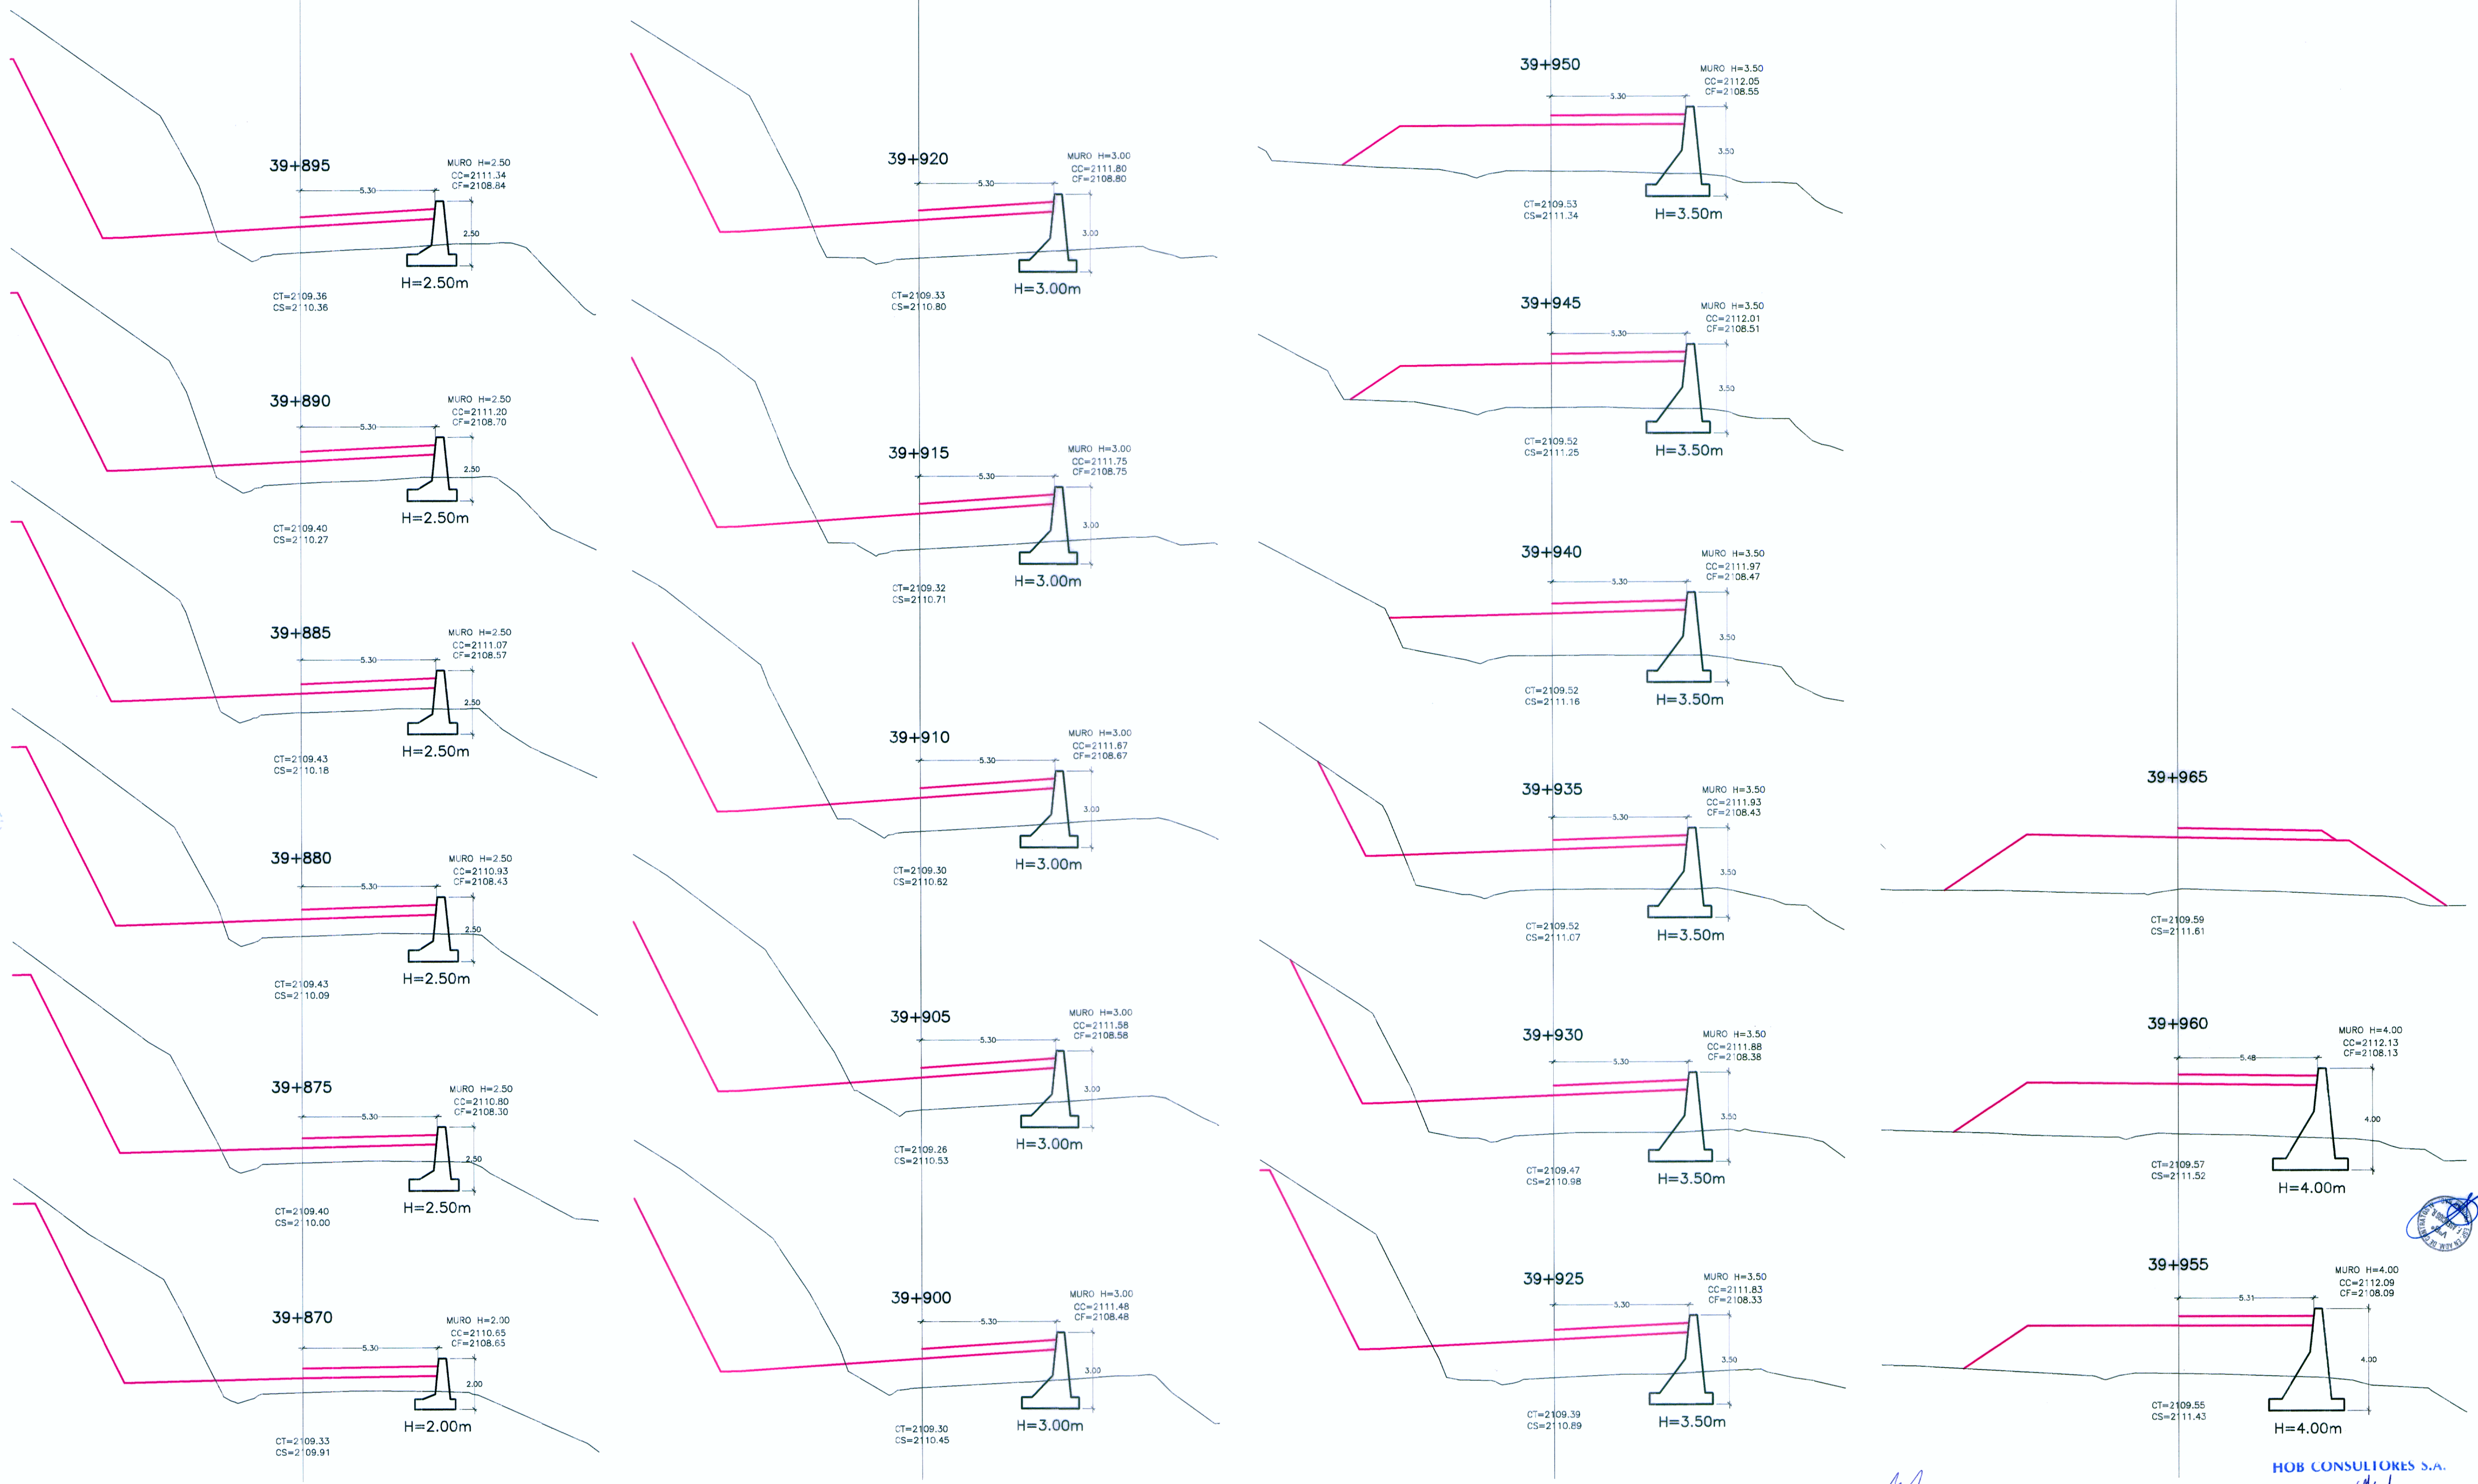 39+895
MURO H=2.50
CC=2111.34
CF=2108.84
5.30
2.50
H=2.50m
CT=2109.36
CS=2110.36
39+890
MURO H=2.50
CC=2111.20
CF=2108.70
5.30
2.50
H=2.50m
CT=2109.40
CS=2110.27
39+885
MURO H=2.50
CC=2111.07
CF=2108.57
5.30
2.50
H=2.50m
CT=2109.43
CS=2110.18
39+880
MURO H=2.50
CC=2110.93
CF=2108.43
5.30
2.50
H=2.50m
CT=2109.43
CS=2110.09
39+875
MURO H=2.50
CC=2110.80
CF=2108.30
5.30
2.50
H=2.50m
CT=2109.40
CS=2110.00
39+870
MURO H=2.00
CC=2110.65
CF=2108.65
5.30
2.00
H=2.00m
CT=2109.33
CS=2109.91
39+920
MURO H=3.00
CC=2111.80
CF=2108.80
5.30
3.00
H=3.00m
CT=2109.33
CS=2110.80
39+915
MURO H=3.00
CC=2111.75
CF=2108.75
5.30
3.00
H=3.00m
CT=2109.32
CS=2110.71
39+910
MURO H=3.00
CC=2111.67
CF=2108.67
5.30
3.00
H=3.00m
CT=2109.30
CS=2110.62
39+905
MURO H=3.00
CC=2111.58
CF=2108.58
5.30
3.00
H=3.00m
CT=2109.26
CS=2110.53
39+900
MURO H=3.00
CC=2111.48
CF=2108.48
5.30
3.00
H=3.00m
CT=2109.30
CS=2110.45
39+950
MURO H=3.50
CC=2112.05
CF=2108.55
5.30
3.50
H=3.50m
CT=2109.53
CS=2111.34
39+945
MURO H=3.50
CC=2112.01
CF=2108.51
5.30
3.50
H=3.50m
CT=2109.52
CS=2111.25
39+940
MURO H=3.50
CC=2111.97
CF=2108.47
5.30
3.50
H=3.50m
CT=2109.52
CS=2111.16
39+935
MURO H=3.50
CC=2111.93
CF=2108.43
5.30
3.50
H=3.50m
CT=2109.52
CS=2111.07
39+930
MURO H=3.50
CC=2111.88
CF=2108.38
5.30
3.50
H=3.50m
CT=2109.47
CS=2110.98
39+925
MURO H=3.50
CC=2111.83
CF=2108.33
5.30
3.50
H=3.50m
CT=2109.39
CS=2110.89
39+965
CT=2109.59
CS=2111.61
39+960
MURO H=4.00
CC=2112.13
CF=2108.13
5.48
4.00
H=4.00m
CT=2109.57
CS=2111.52
39+955
MURO H=4.00
CC=2112.09
CF=2108.09
5.31
4.00
H=4.00m
CT=2109.55
CS=2111.43
HOB CONSULTORES S.A.